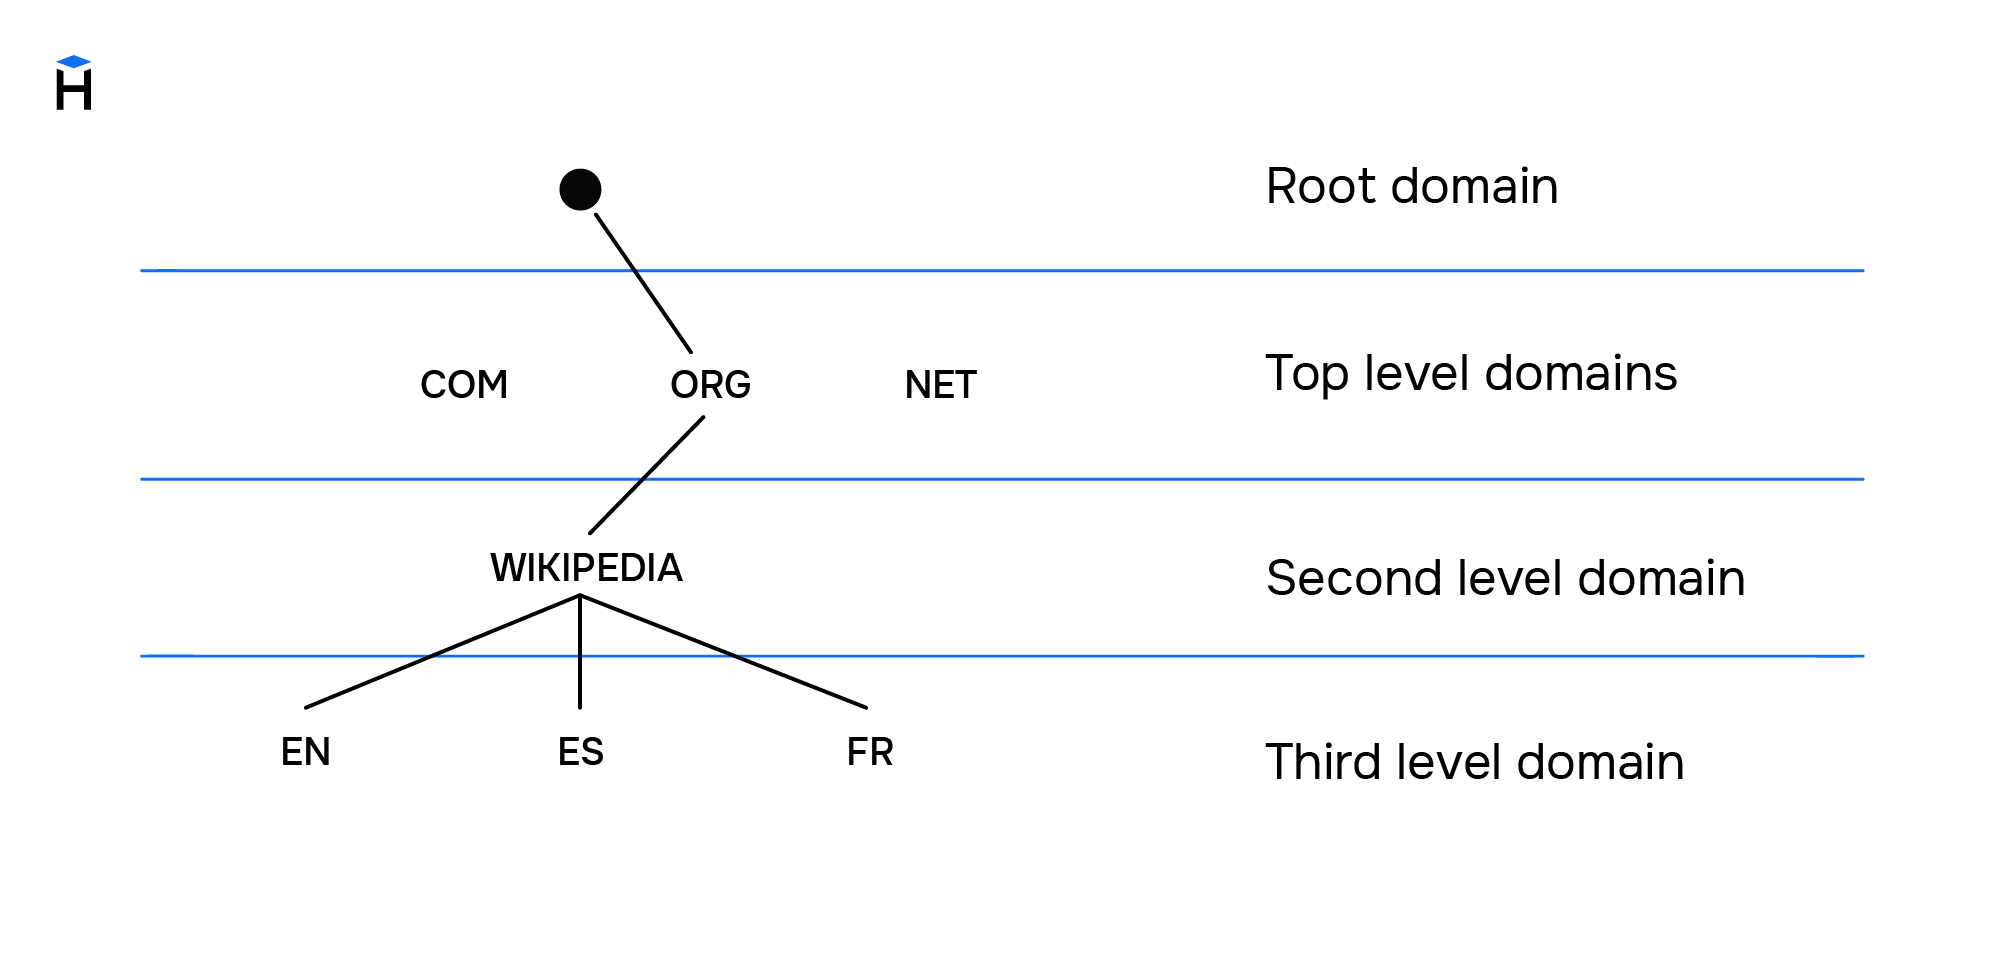 H
Root domain
COM ORG NET Top level domains
WIKIPEDIA Second level domain
EN ES FR Third level domain